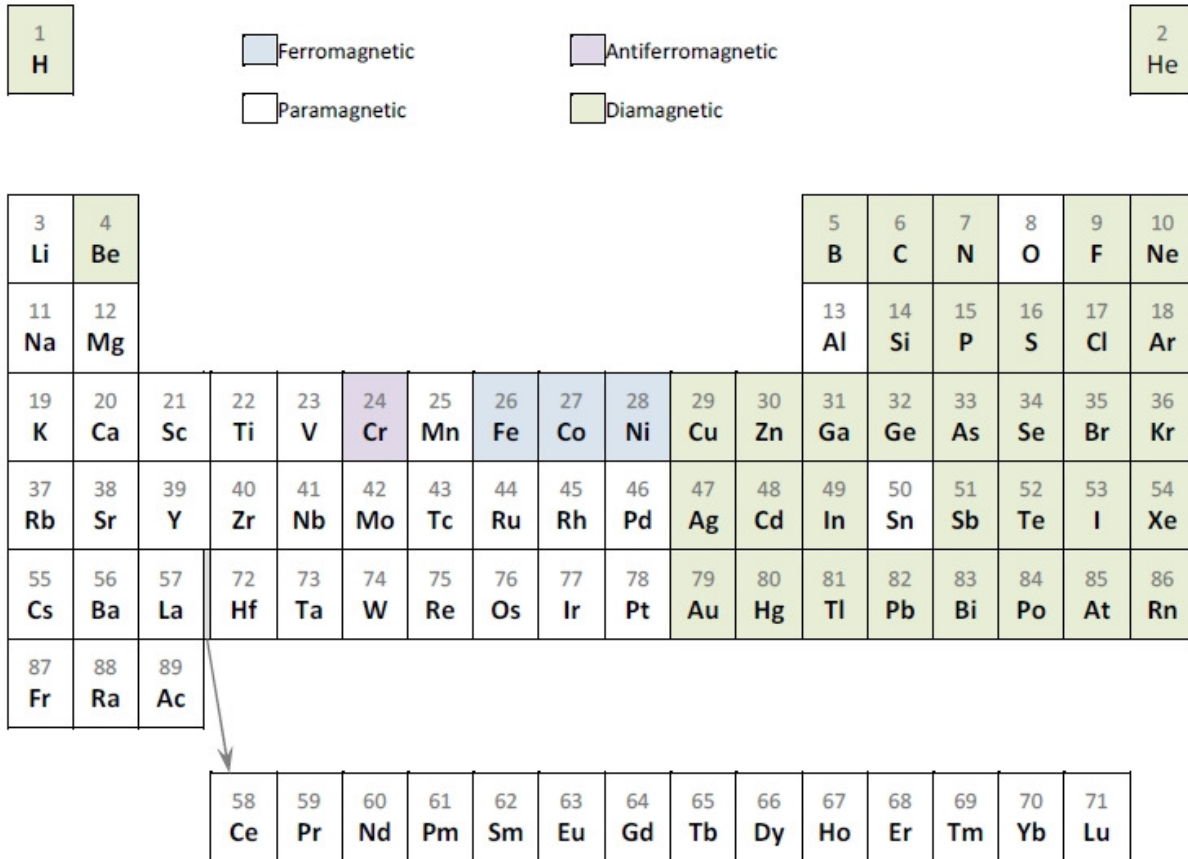 1 2
H Ferromagnetic Antiferromagnetic He
Paramagnetic Diamagnetic
3 4 5 6 7 8 9 10
Li Be B C N O F Ne
11 12 13 14 15 16 17 18
Na Mg Al Si P S Cl Ar
19 20 21 22 23 24 25 26 27 28 29 30 31 32 33 34 35 36
K Ca Sc Ti V Cr Mn Fe Co Ni Cu Zn Ga Ge As Se Br Kr
37 38 39 40 41 42 43 44 45 46 47 48 49 50 51 52 53 54
Rb Sr Y Zr Nb Mo Tc Ru Rh Pd Ag Cd In Sn Sb Te I Xe
55 56 57 72 73 74 75 76 77 78 79 80 81 82 83 84 85 86
Cs Ba La Hf Ta W Re Os Ir Pt Au Hg Tl Pb Bi Po At Rn
87 88 89
Fr Ra Ac
58 59 60 61 62 63 64 65 66 67 68 69 70 71
Ce Pr Nd Pm Sm Eu Gd Tb Dy Ho Er Tm Yb Lu